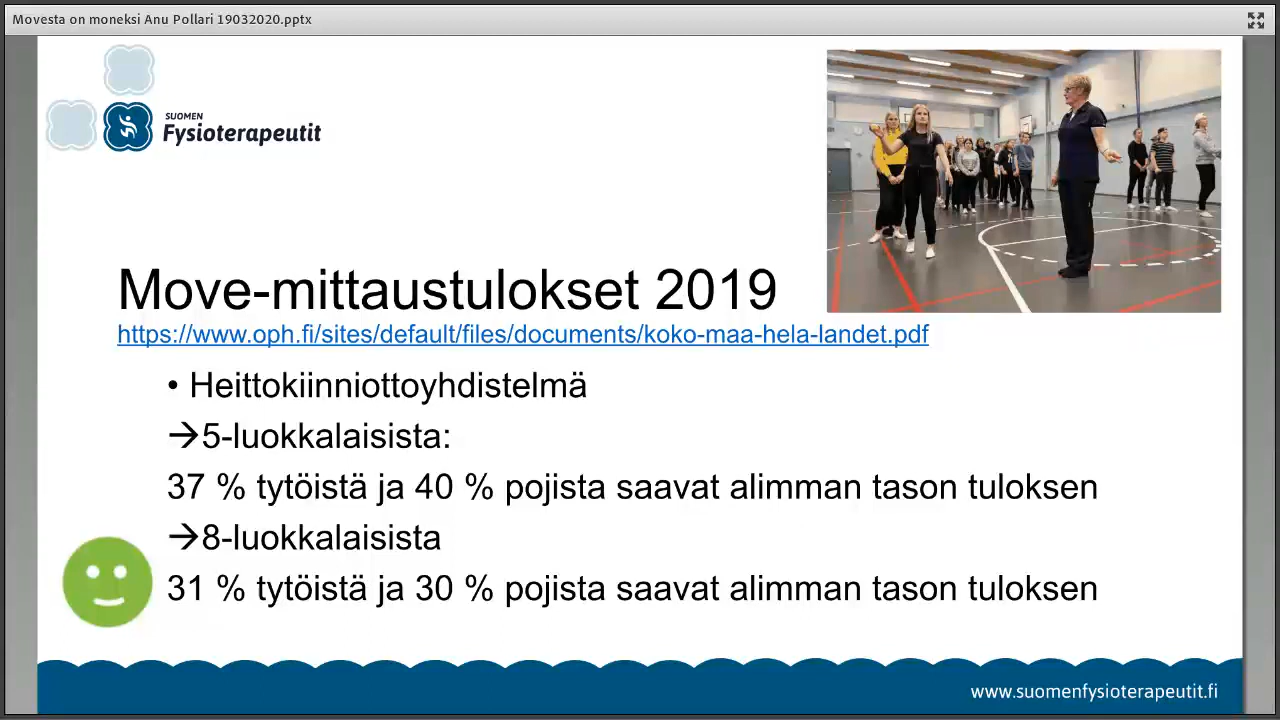 Movesta on moneksi Anu Pollari 19032020.pptx
SUOMEN
Fysioterapeutit
Move-mittaustulokset 2019
https://www.oph.fi/sites/default/files/documents/koko-maa-hela-landet.pdf
• Heittokiinniottoyhdistelmä
→5-luokkalaisista:
37 % tytöistä ja 40 % pojista saavat alimman tason tuloksen
→8-luokkalaisista
31 % tytöistä ja 30 % pojista saavat alimman tason tuloksen
www.suomenfysioterapeutit.fi